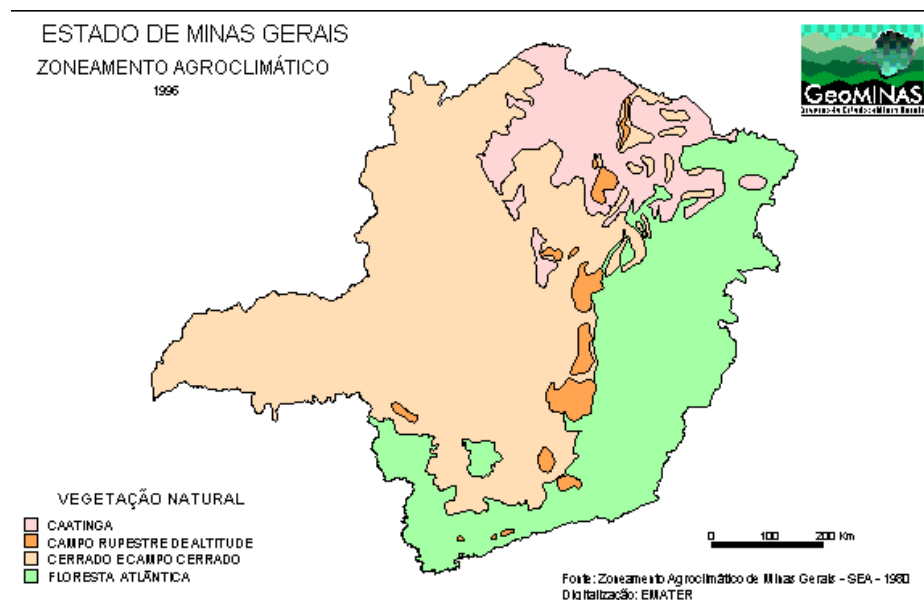 ESTADO DE MINAS GERAIS
ZONEAMENTO AGROCLIMÁTICO
1996
GeoMINAS
VEGETAÇÃO NATURAL
CAATINGA
CAMPO RUPESTRE DE ALTITUDE
CERRADO E CAMPO CERRADO
FLORESTA ATLÂNTICA
0 100 200 Km
Fonte: Zoneamento Agroclimático de Minas Gerais - SEA - 1980
Digitalização: EMATER